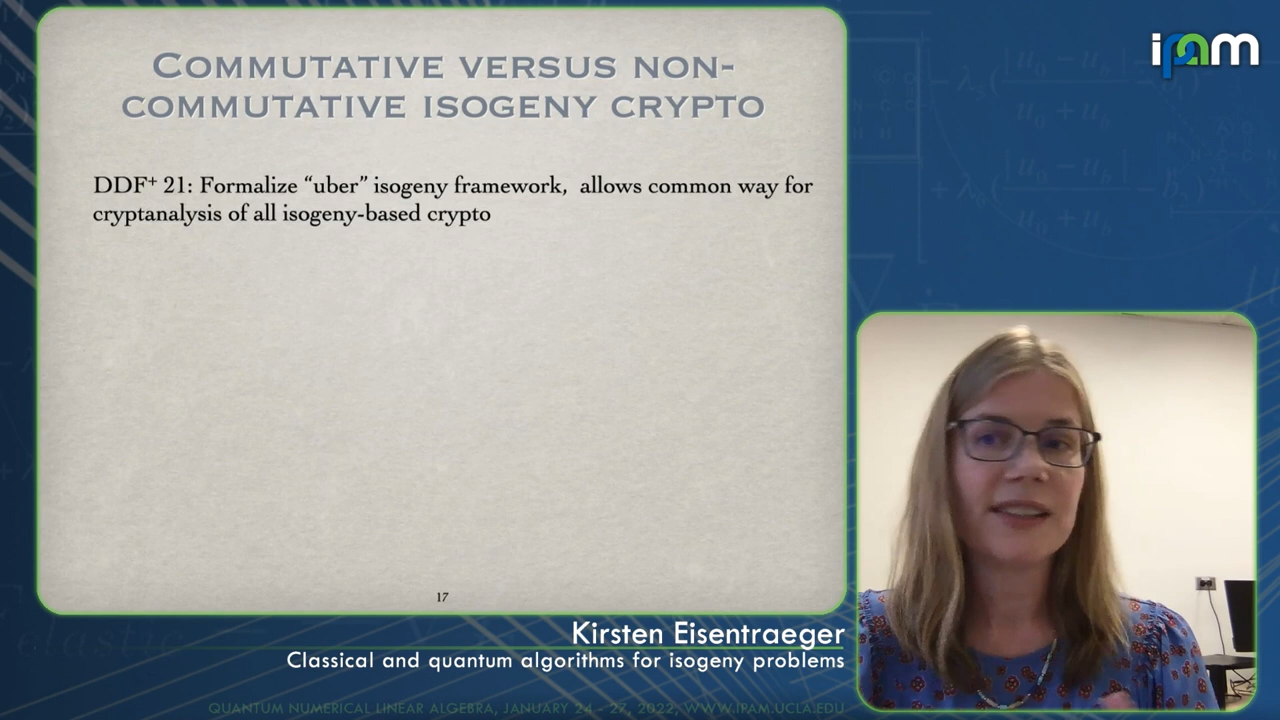 COMMUTATIVE VERSUS NON-
COMMUTATIVE ISOGENY CRYPTO
DDF+ 21: Formalize “uber” isogeny framework, allows common way for
cryptanalysis of all isogeny-based crypto
17
ipam
Kirsten Eisentraeger
Classical and quantum algorithms for isogeny problems
QUANTUM NUMERICAL LINEAR ALGEBRA, JANUARY 24 - 27, 2022, WWW.IPAM.UCLA.EDU